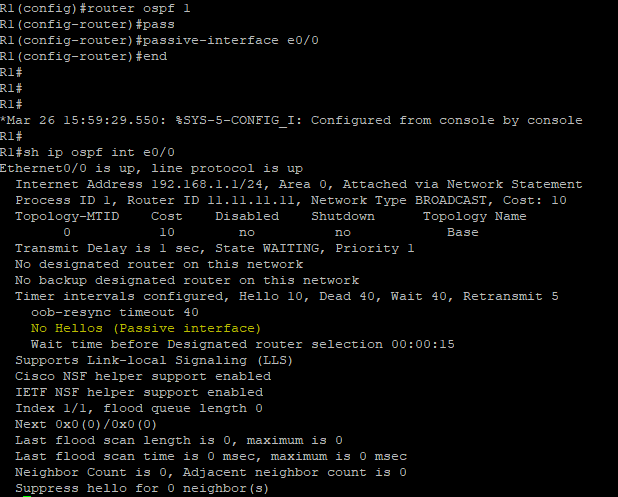 R1(config)#router ospf 1
R1(config-router)#pass
R1(config-router)#passive-interface e0/0
R1(config-router)#end
R1#
R1#
R1#
*Mar 26 15:59:29.550: %SYS-5-CONFIG_I: Configured from console by console
R1#
R1#sh ip ospf int e0/0
Ethernet0/0 is up, line protocol is up
  Internet Address 192.168.1.1/24, Area 0, Attached via Network Statement
  Process ID 1, Router ID 11.11.11.11, Network Type BROADCAST, Cost: 10
  Topology-MTID    Cost    Disabled    Shutdown      Topology Name
        0           10        no          no            Base
  Transmit Delay is 1 sec, State WAITING, Priority 1
  No designated router on this network
  No backup designated router on this network
  Timer intervals configured, Hello 10, Dead 40, Wait 40, Retransmit 5
    oob-resync timeout 40
    No Hellos (Passive interface)
    Wait time before Designated router selection 00:00:15
  Supports Link-local Signaling (LLS)
  Cisco NSF helper support enabled
  IETF NSF helper support enabled
  Index 1/1, flood queue length 0
  Next 0x0(0)/0x0(0)
  Last flood scan length is 0, maximum is 0
  Last flood scan time is 0 msec, maximum is 0 msec
  Neighbor Count is 0, Adjacent neighbor count is 0
  Suppress hello for 0 neighbor(s)